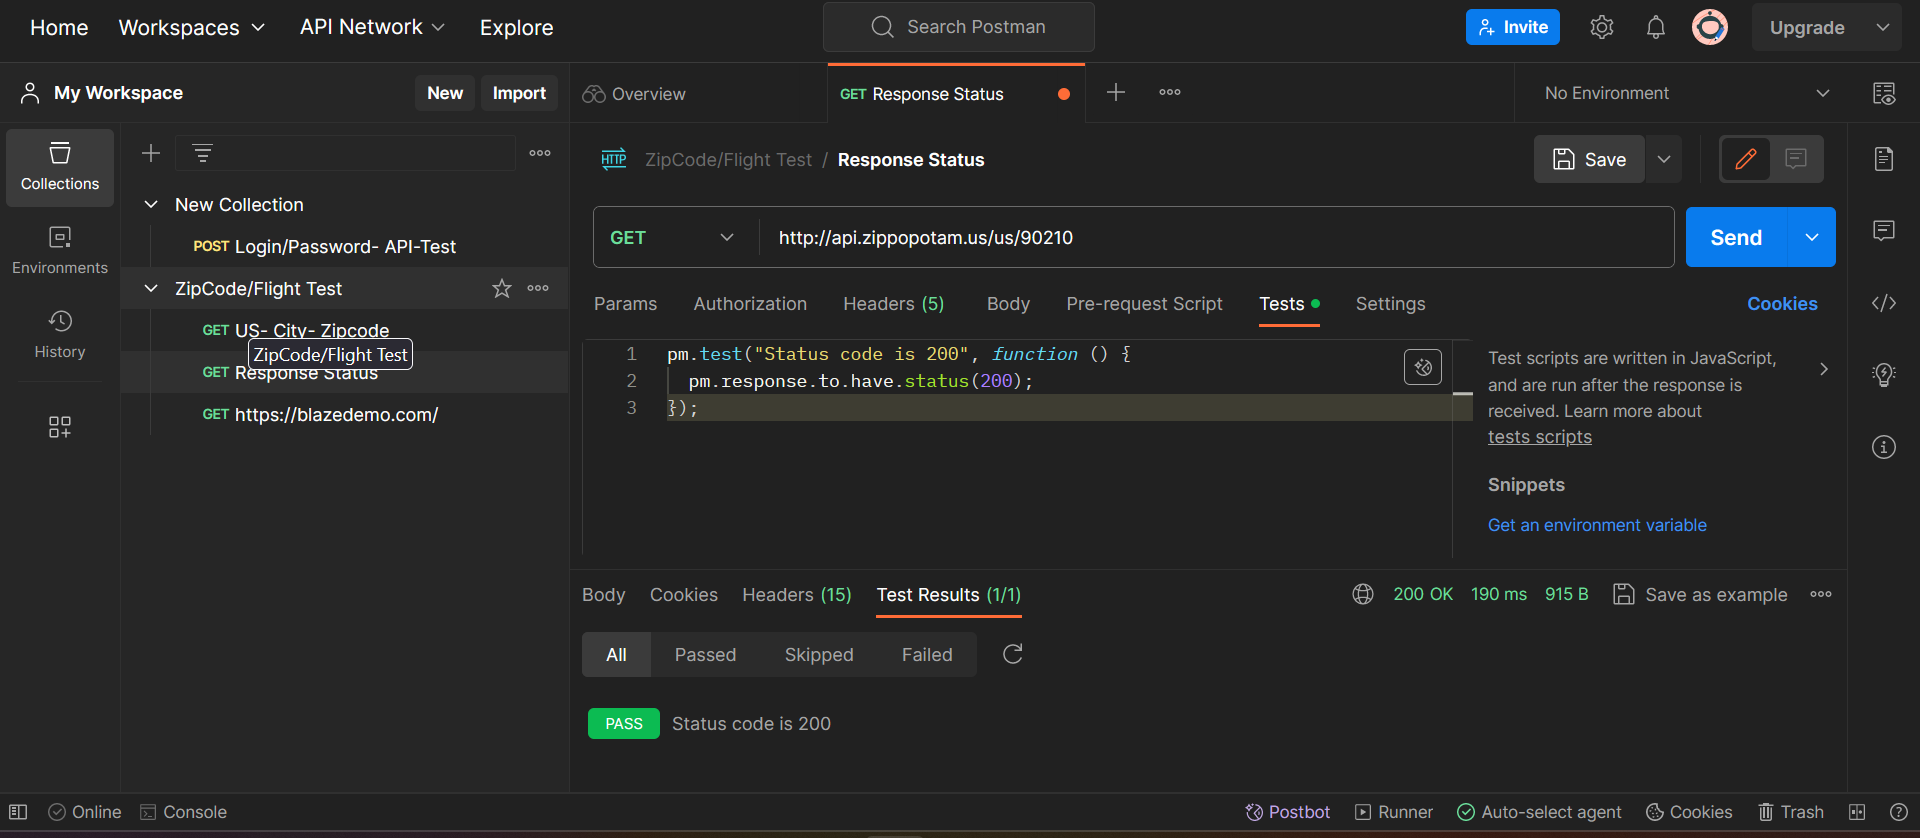 Home Workspaces API Network Explore Search Postman Invite Upgrade
My Workspace New Import Overview GET Response Status No Environment
Collections
Environments
History
New Collection
POST Login/Password- API-Test
ZipCode/Flight Test
GET US- City- Zipcode
ZipCode/Flight Test
GET Response Status
GET https://blazedemo.com/
HTTP ZipCode/Flight Test / Response Status Save
GET http://api.zippopotam.us/us/90210 Send
Params Authorization Headers (5) Body Pre-request Script Tests Settings Cookies
1 pm.test("Status code is 200", function () {
2 pm.response.to.have.status(200);
3 });
Test scripts are written in JavaScript,
and are run after the response is
received. Learn more about
tests scripts
Snippets
Get an environment variable
Body Cookies Headers (15) Test Results (1/1) 200 OK 190 ms 915 B Save as example
All Passed Skipped Failed
PASS Status code is 200
Online Console Postbot Runner Auto-select agent Cookies Trash